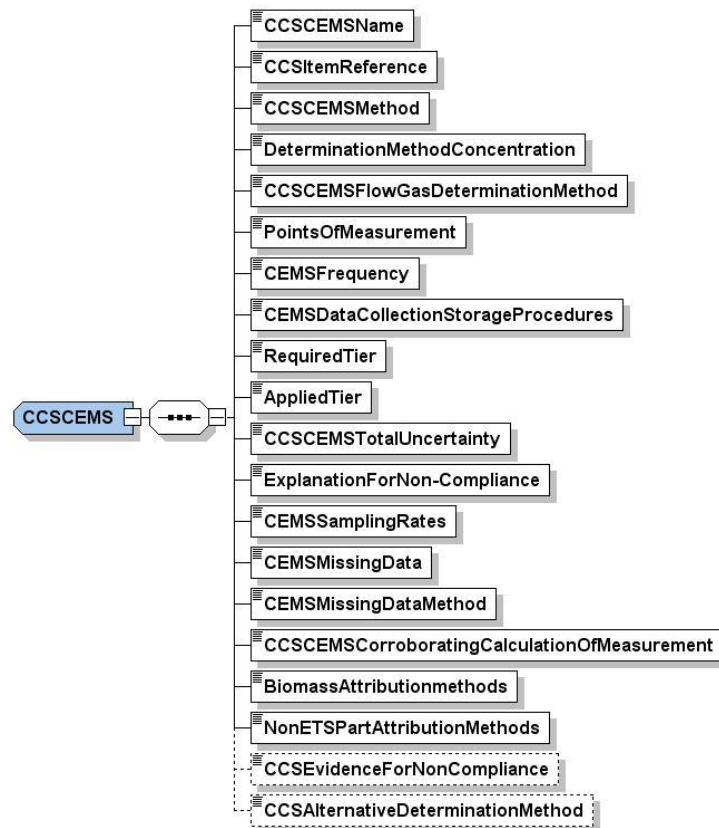 CCSCEMSName
CCSItemReference
CCSCEMSMethod
DeterminationMethodConcentration
CCSCEMSFlowGasDeterminationMethod
PointsOfMeasurement
CEMSFrequency
CEMSDataCollectionStorageProcedures
RequiredTier
CCSCEMS
AppliedTier
CCSCEMSTotalUncertainty
ExplanationForNon-Compliance
CEMSSamplingRates
CEMSMissingData
CEMSMissingDataMethod
CCSCEMSCorroboratingCalculationOfMeasurement
BiomassAttributionmethods
NonETSPartAttributionMethods
CCSEvidenceForNonCompliance
CCSAlternativeDeterminationMethod